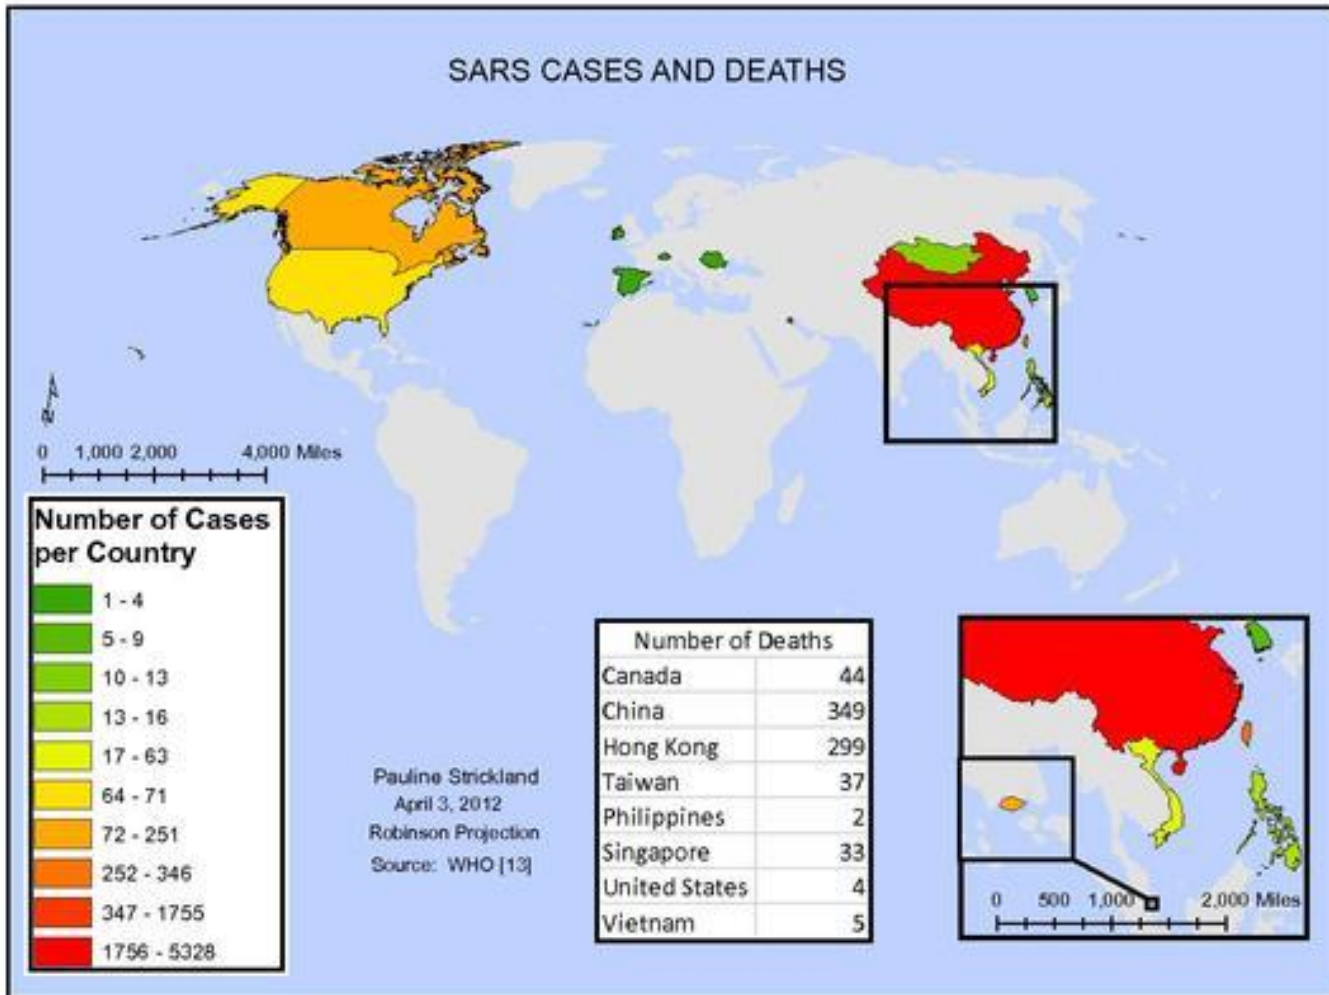 SARS CASES AND DEATHS
N
0 1,000 2,000 4,000 Miles
Number of Cases
per Country
1 - 4
5 - 9
10 - 13
13 - 16
17 - 63
64 - 71
72 - 251
252 - 346
347 - 1755
1756 - 5328
Pauline Strickland
April 3, 2012
Robinson Projection
Source: WHO [13]
Number of Deaths
Canada 44
China 349
Hong Kong 299
Taiwan 37
Philippines 2
Singapore 33
United States 4
Vietnam 5
0 500 1,000 2,000 Miles